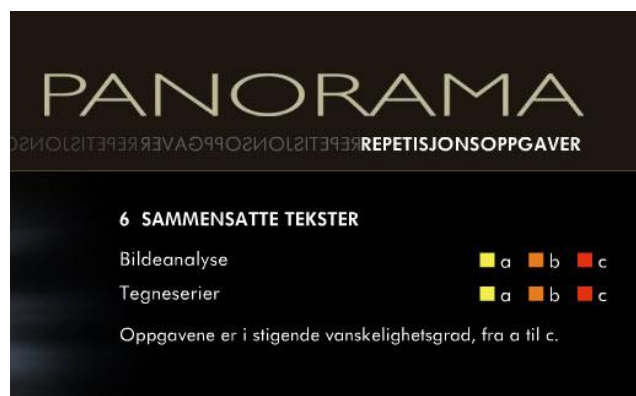 PANORAMA
REPETISJONSOPPGAVER
6 SAMMENSATTE TEKSTER
Bildeanalyse a b c
Tegneserier a b c
Oppgavene er i stigende vanskelighetsgrad, fra a til c.